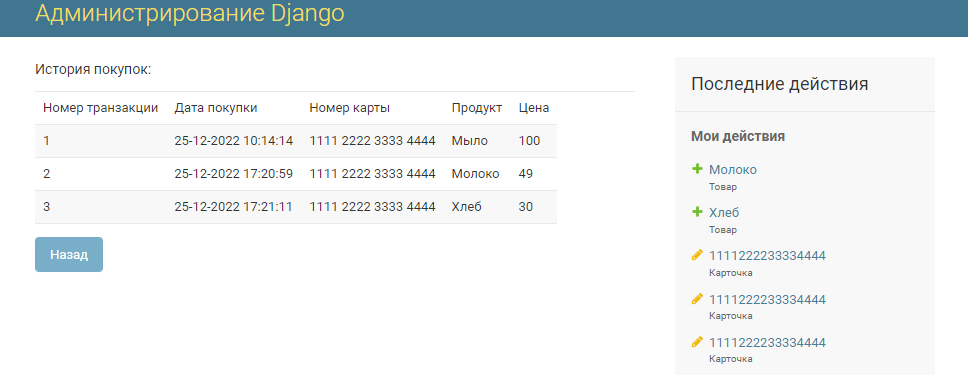 Администрирование Django
История покупок:
Номер транзакции Дата покупки Номер карты Продукт Цена
1 25-12-2022 10:14:14 1111 2222 3333 4444 Мыло 100
2 25-12-2022 17:20:59 1111 2222 3333 4444 Молоко 49
3 25-12-2022 17:21:11 1111 2222 3333 4444 Хлеб 30
Назад
Последние действия
Мои действия
Молоко
Товар
Хлеб
Товар
1111222233334444
Карточка
1111222233334444
Карточка
1111222233334444
Карточка